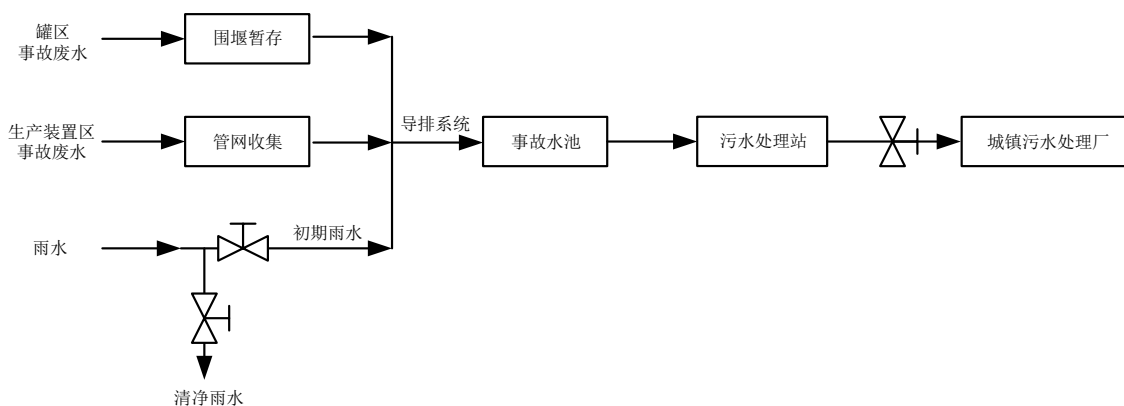 罐区
事故废水
围堰暂存
生产装置区
事故废水
管网收集
导排系统
事故水池
污水处理站
城镇污水处理厂
雨水
初期雨水
清净雨水